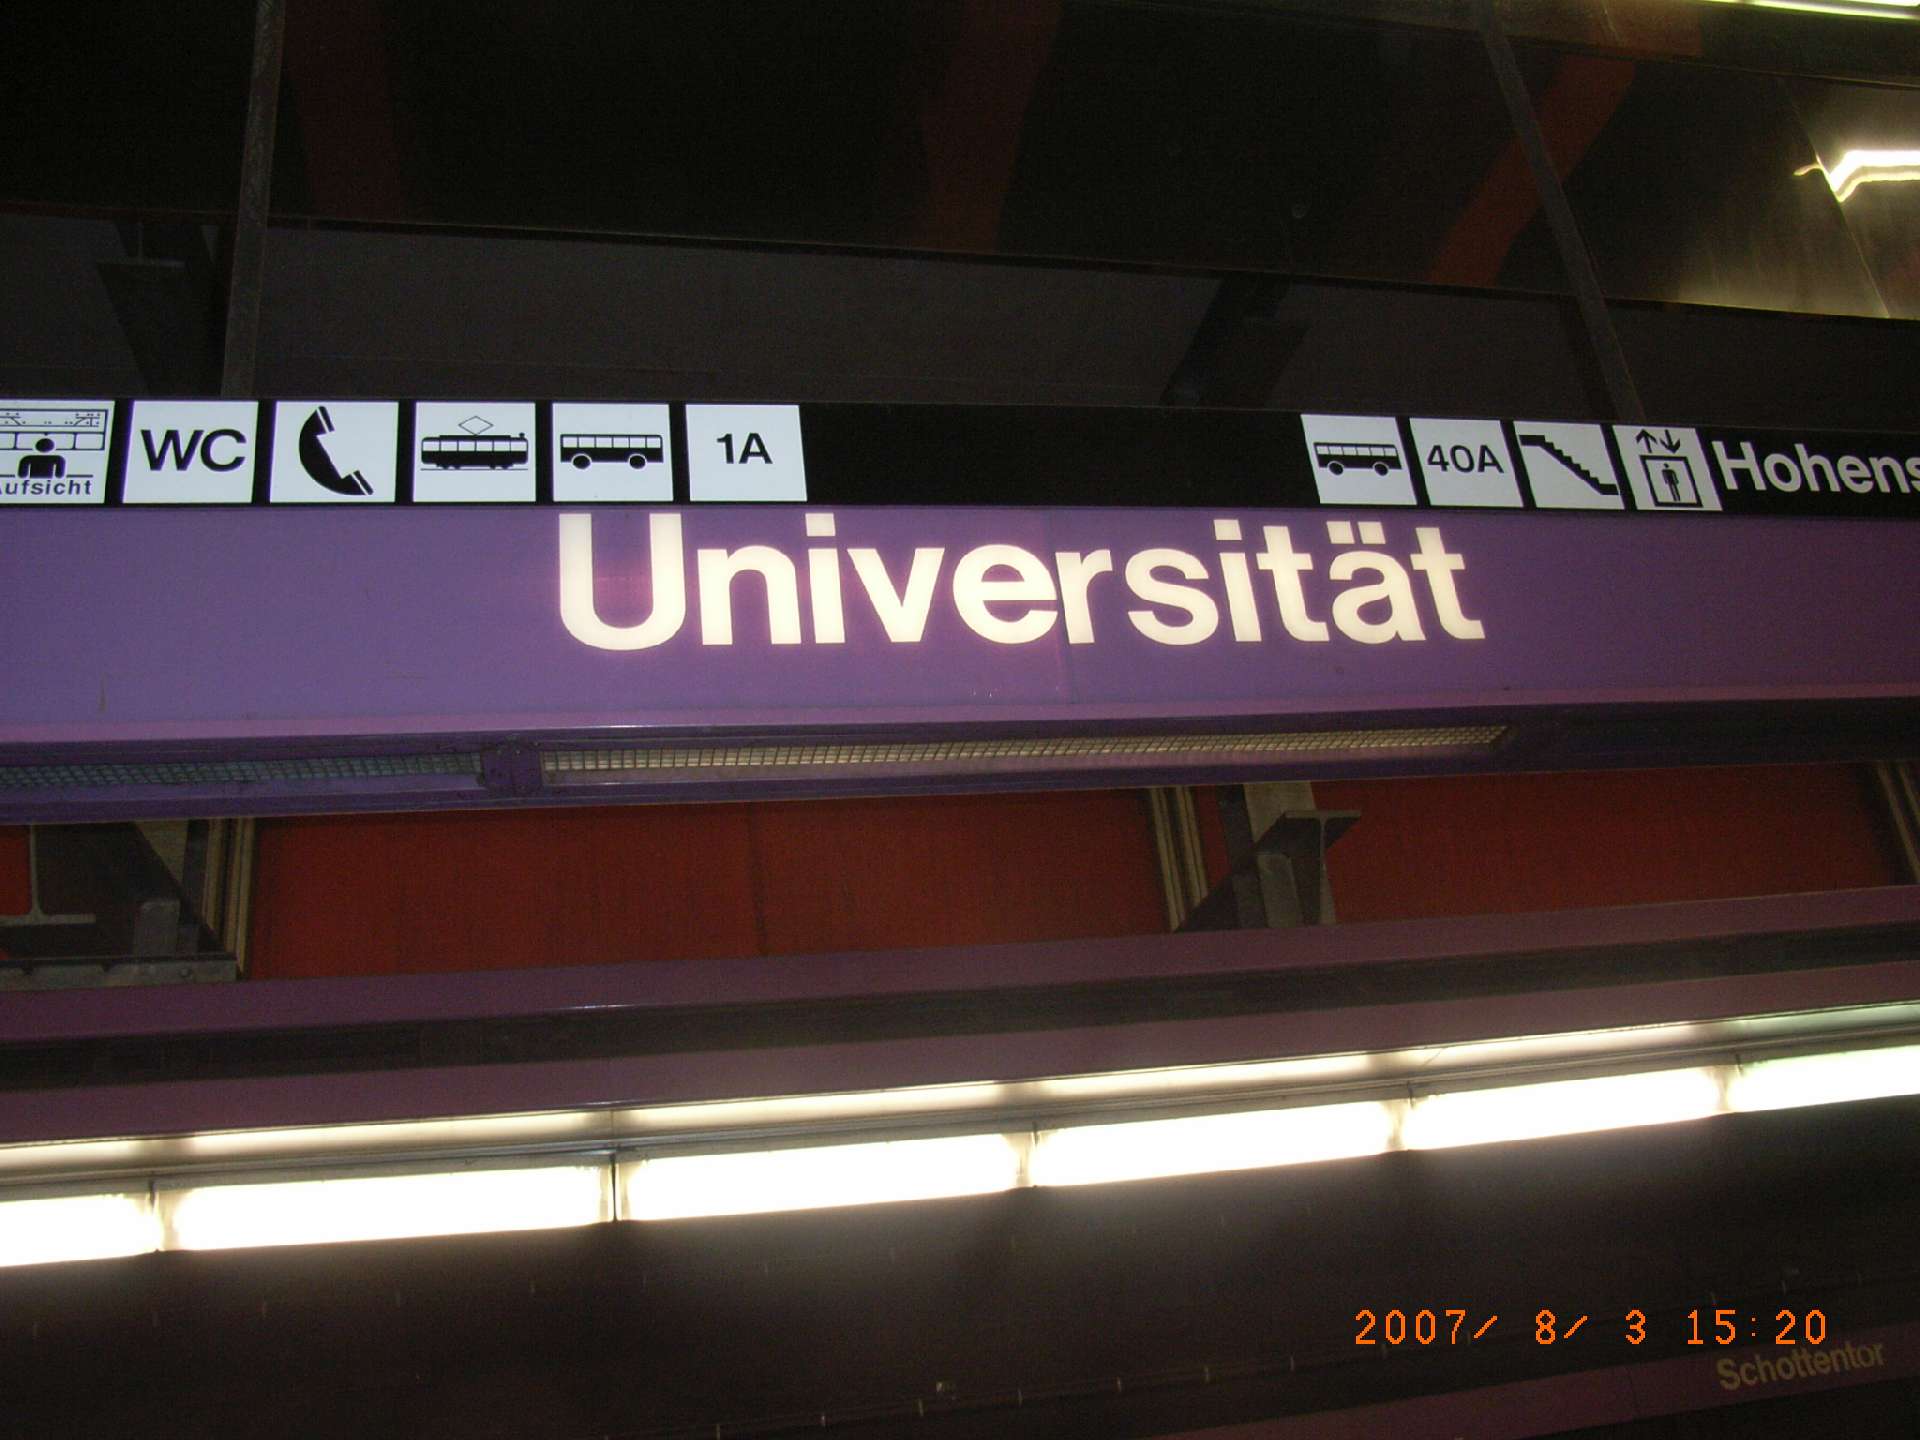 Aufsicht
WC
1A
40A
Hohens
Universität
2007/ 8/ 3 15:20
Schottentor